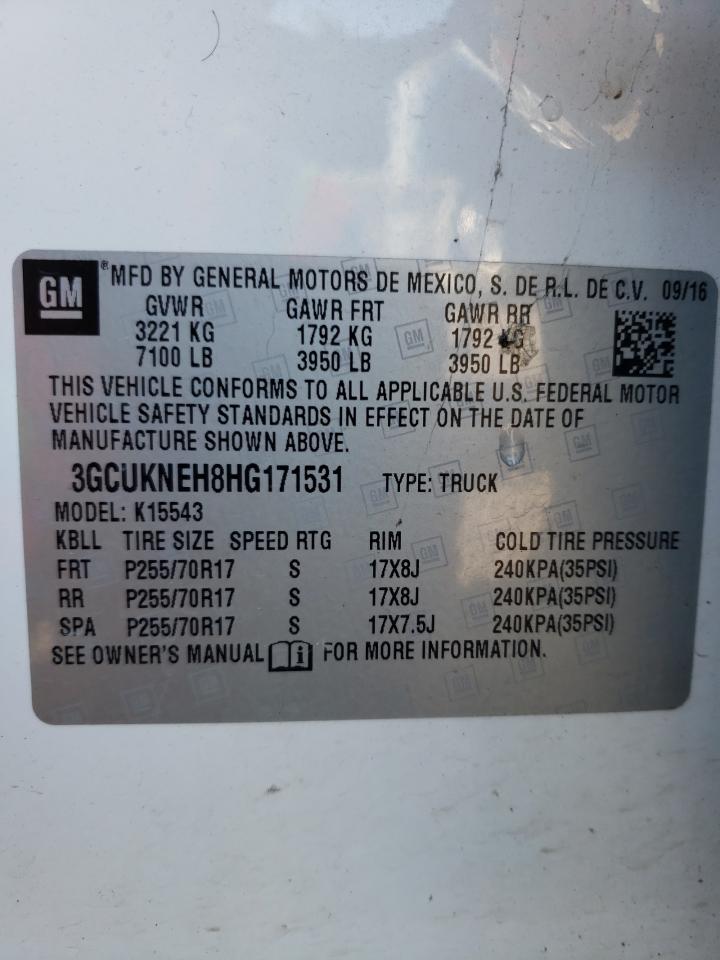 GM ® MFD BY GENERAL MOTORS DE MEXICO, S. DE R.L. DE C.V. 09/16
GVWR GAWR FRT GAWR RR
3221 KG 1792 KG 1792 KG
7100 LB 3950 LB 3950 LB
THIS VEHICLE CONFORMS TO ALL APPLICABLE U.S. FEDERAL MOTOR
VEHICLE SAFETY STANDARDS IN EFFECT ON THE DATE OF
MANUFACTURE SHOWN ABOVE.
3GCUKNEH8HG171531 TYPE: TRUCK
MODEL: K15543
KBLL TIRE SIZE SPEED RTG RIM COLD TIRE PRESSURE
FRT P255/70R17 S 17X8J 240KPA(35PSI)
RR P255/70R17 S 17X8J 240KPA(35PSI)
SPA P255/70R17 S 17X7.5J 240KPA(35PSI)
SEE OWNER'S MANUAL i FOR MORE INFORMATION.